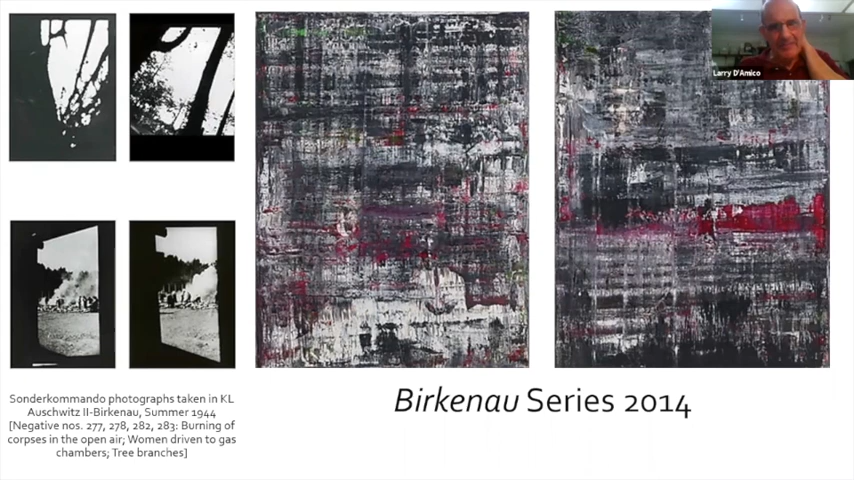 Larry D'Amico
Sonderkommando photographs taken in KL
Auschwitz II-Birkenau, Summer 1944
[Negative nos. 277, 278, 282, 283: Burning of
corpses in the open air; Women driven to gas
chambers; Tree branches]
Birkenau Series 2014